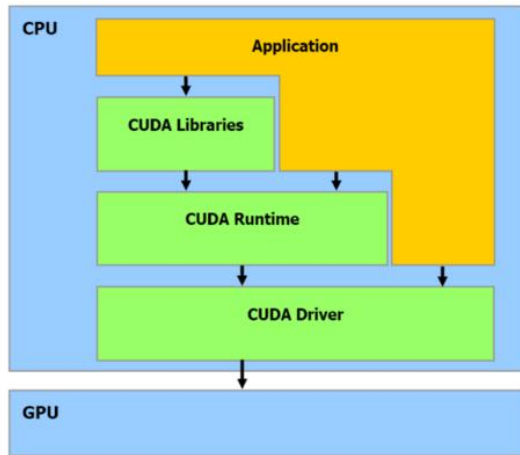 CPU
Application
CUDA Libraries
CUDA Runtime
CUDA Driver
GPU